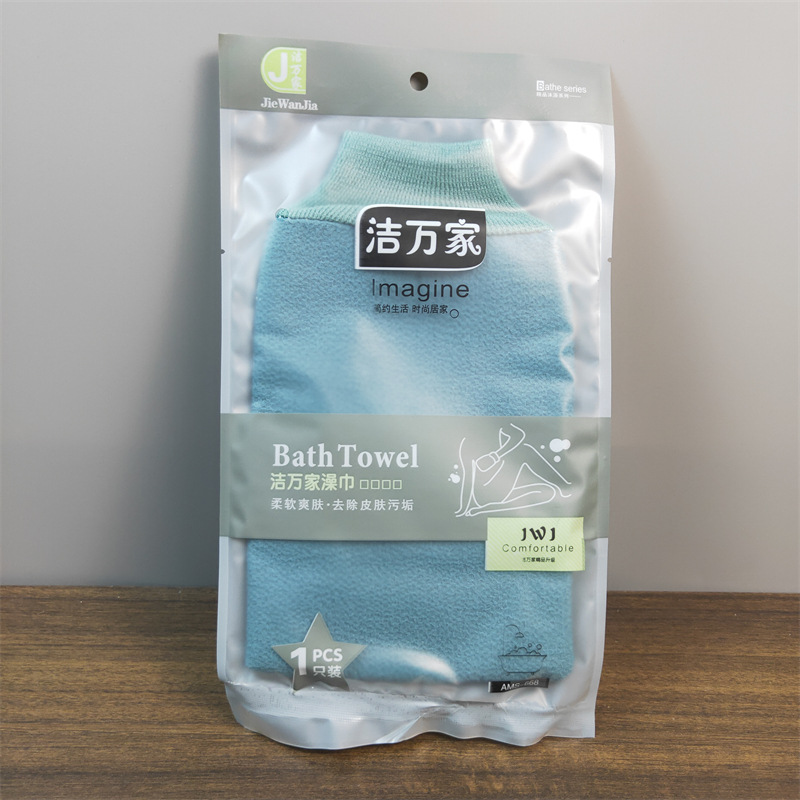 J
洁万家
JieWanJia
Bathe series
洁万家
Imagine
简约生活 时尚居家
Bath Towel
洁万家澡巾 □□□□
柔软爽肤·去除皮肤污垢
JWJ
Comfortable
1 PCS
只装